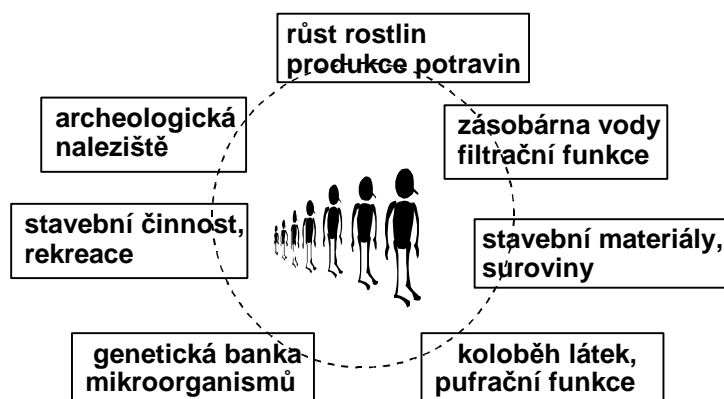 růst rostlin
produkce potravin
archeologická
naleziště
zásobárna vody
filtrační funkce
stavební činnost,
rekreace
stavební materiály,
suroviny
genetická banka
mikroorganismů
koloběh látek,
pufrační funkce